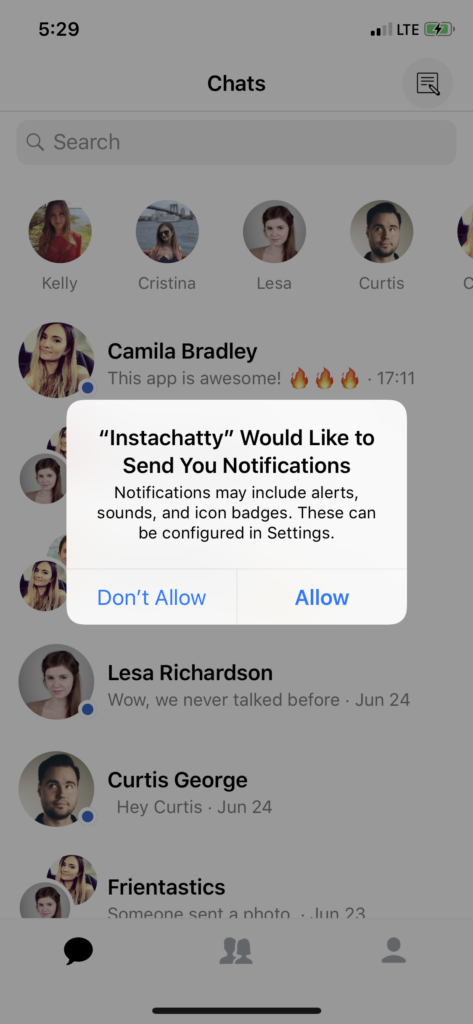 5:29
LTE
Chats
Search
Kelly
Cristina
Lesa
Curtis
C
Camila Bradley
This app is awesome! 🔥🔥🔥 · 17:11
“Instachatty” Would Like to
Send You Notifications
Notifications may include alerts,
sounds, and icon badges. These can
be configured in Settings.
Don’t Allow
Allow
Lesa Richardson
Wow, we never talked before · Jun 24
Curtis George
Hey Curtis · Jun 24
Frientastics
Someone sent a photo. · Jun 23